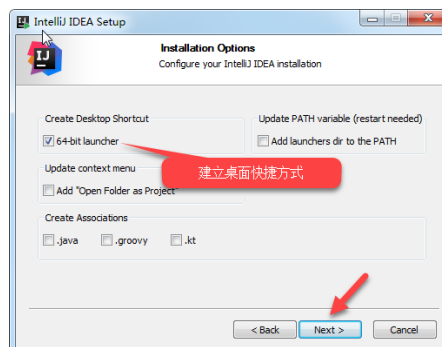 IntelliJ IDEA Setup
IJ
Installation Options
Configure your IntelliJ IDEA installation
Create Desktop Shortcut
64-bit launcher
Update PATH variable (restart needed)
Add launchers dir to the PATH
建立桌面快捷方式
Update context menu
Add "Open Folder as Project"
Create Associations
.java .groovy .kt
< Back Next > Cancel